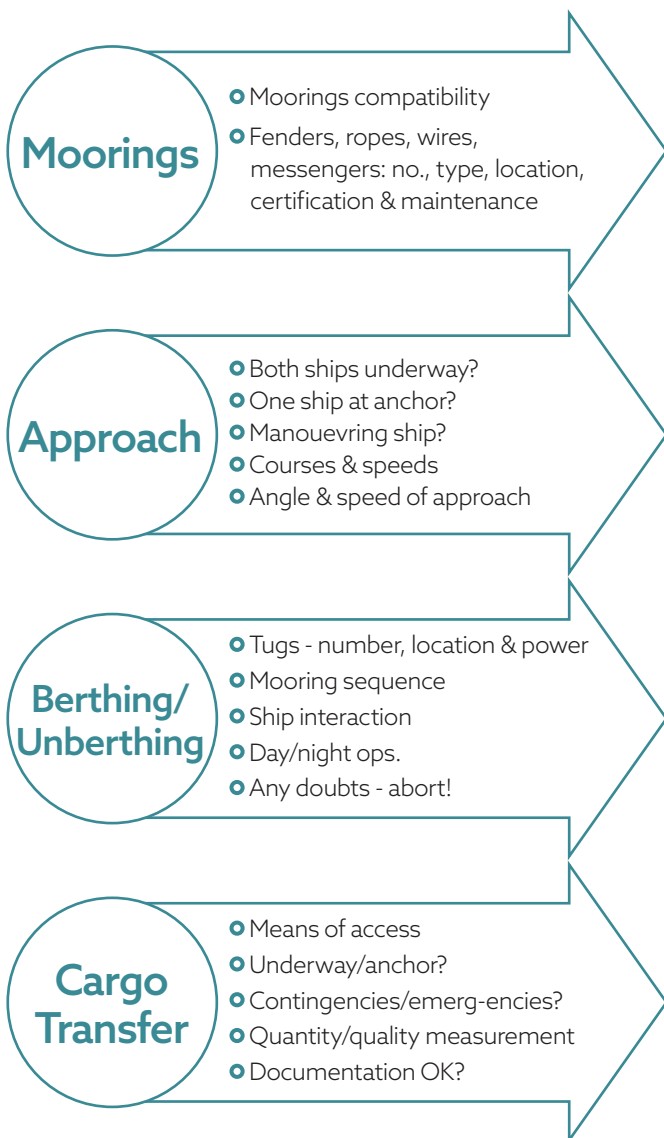 Moorings
Moorings compatibility
Fenders, ropes, wires,
messengers: no., type, location,
certification & maintenance
Approach
Both ships underway?
One ship at anchor?
Manouevring ship?
Courses & speeds
Angle & speed of approach
Berthing/
Unberthing
Tugs - number, location & power
Mooring sequence
Ship interaction
Day/night ops.
Any doubts - abort!
Cargo
Transfer
Means of access
Underway/anchor?
Contingencies/emerg-encies?
Quantity/quality measurement
Documentation OK?